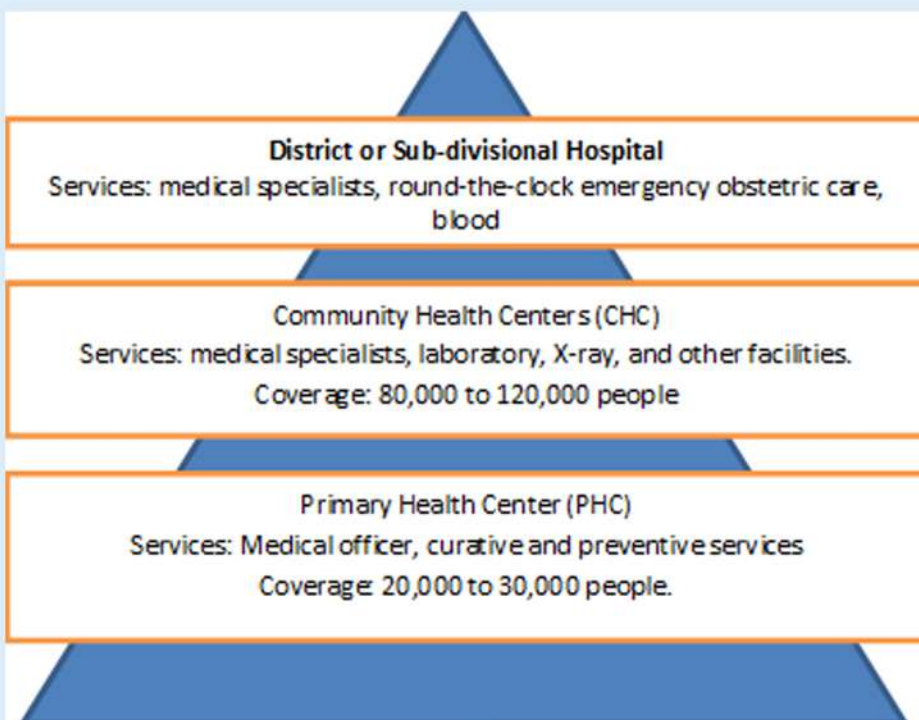 District or Sub-divisional Hospital
Services: medical specialists, round-the-clock emergency obstetric care,
blood
Community Health Centers (CHC)
Services: medical specialists, laboratory, X-ray, and other facilities.
Coverage: 80,000 to 120,000 people
Primary Health Center (PHC)
Services: Medical officer, curative and preventive services
Coverage: 20,000 to 30,000 people.